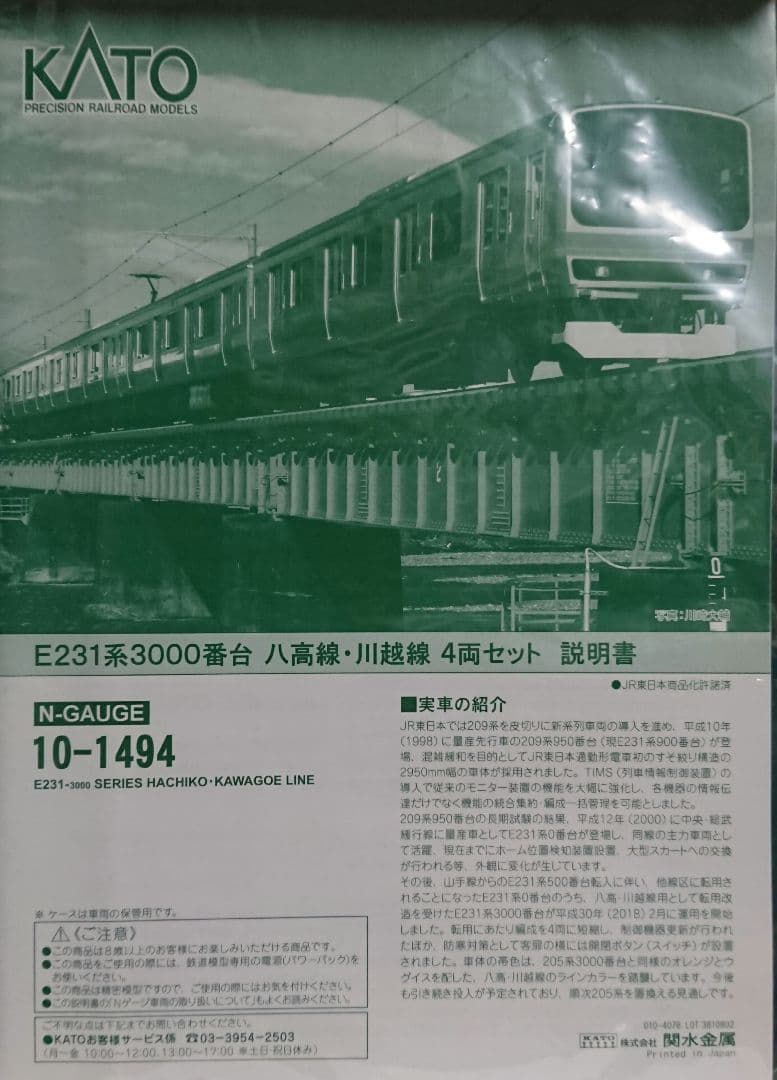 KATO
PRECISION RAILROAD MODELS
写真:川崎大輔
E231系3000番台 八高線・川越線 4両セット 説明書
●JR東日本商品化許諾済
N-GAUGE
10-1494
E231-3000 SERIES HACHIKO・KAWAGOE LINE
■実車の紹介
JR東日本では209系を皮切りに新系列車両の導入を進め、平成10年
(1998)に量産先行車の209系950番台(現E231系900番台)が登
場、混雑緩和を目的としてJR東日本通勤形電車初のすそ絞り構造の
2950mm幅の車体が採用されました。TIMS(列車情報制御装置)の
導入で従来のモニター装置の機能を大幅に強化し、各機器の情報伝
達だけでなく機能の統合集約・編成一括管理を可能としました。
209系950番台の長期試験の結果、平成12年(2000)に中央・総武
緩行線に量産車としてE231系0番台が登場し、同線の主力車両とし
て活躍、現在までにホーム位置検知装置設置、大型スカートへの交換
が行われる等、外観に変化が生じています。
その後、山手線からのE231系500番台転入に伴い、他線区に転用さ
れることになったE231系0番台のうち、八高・川越線用として転用改
造を受けたE231系3000番台が平成30年(2018)2月に運用を開始
しました。転用にあたり編成を4両に短縮し、制御機器更新が行われ
たほか、防寒対策として客扉の横には開閉ボタン(スイッチ)が設置
されました。車体の帯色は、205系3000番台と同様のオレンジとウ
グイスを配した、八高・川越線のラインカラーを踏襲しています。今後
も引き続き投入が予定されており、順次205系を置換える見通しです。
※ ケースは車両の保管用です。
⚠《ご注意》
●この商品は8歳以上のお客様にお楽しみいただける商品です。
●この商品をご使用の際には、鉄道模型専用の電源(パワーパック)を
お使いください。
●この商品は精密模型ですので、ご使用の際にはお気を付けください。
●この説明書の「Nゲージ車両の取り扱いについて」もよくお読みください。
ご不明な点は下記までお問い合わせください。
●KATOお客様サービス係 ☎03-3954-2503
(月~金 10:00~12:00、13:00~17:00 ※土日・祝日休み)
010-4076 LOT 3810802
KATO 株式会社 関水金属
Printed in Japan